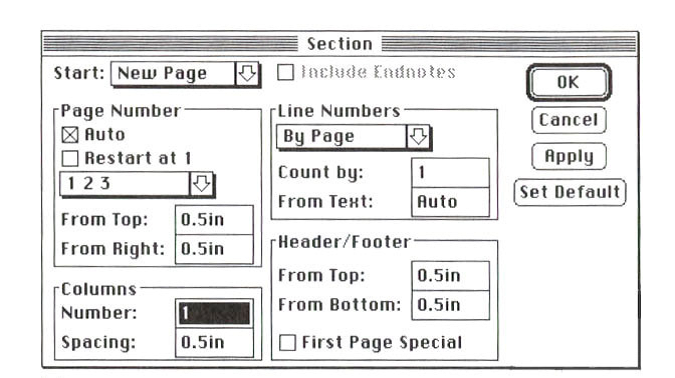 Section
Start: New Page
Include Endnotes
OK
Cancel
Apply
Set Default
Page Number
Auto
Restart at 1
1 2 3
From Top: 0.5in
From Right: 0.5in
Columns
Number: 1
Spacing: 0.5in
Line Numbers
By Page
Count by: 1
From Text: Auto
Header/Footer
From Top: 0.5in
From Bottom: 0.5in
First Page Special